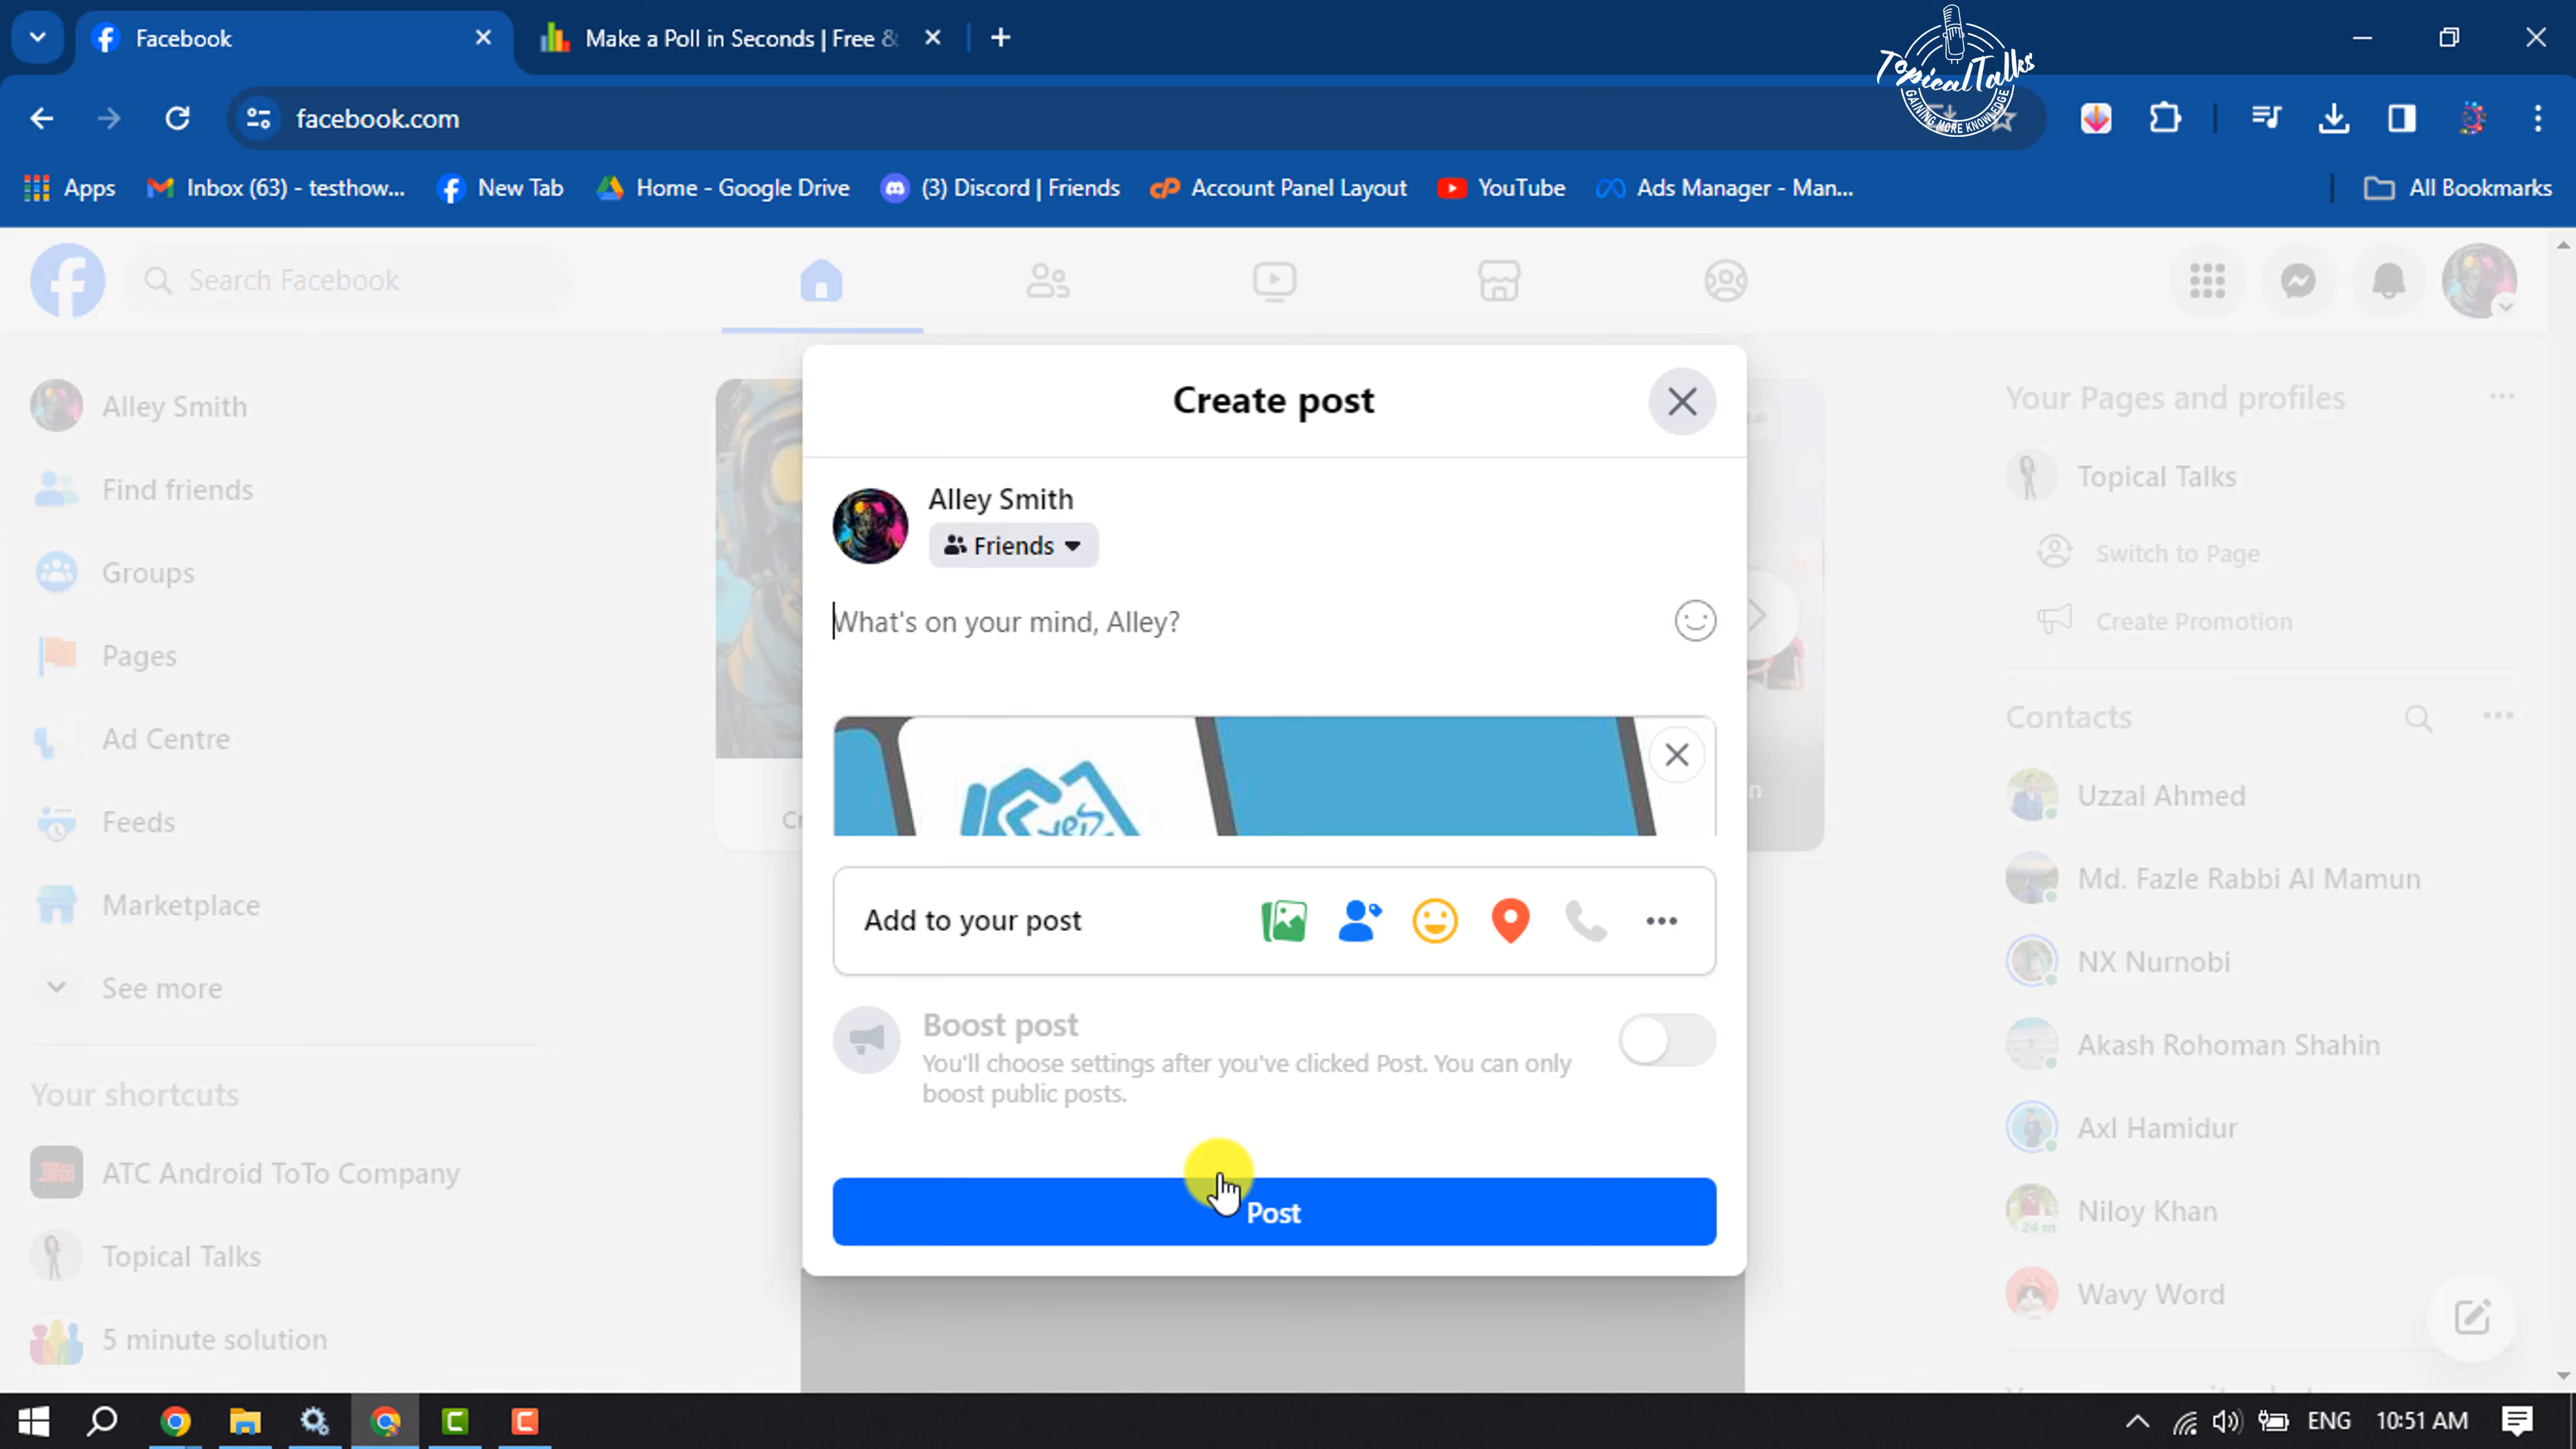 Facebook
Make a Poll in Seconds | Free &
TopicalTalks
GAINING MORE KNOWLEDGE
facebook.com
Apps
Inbox (63) - testhow...
New Tab
Home - Google Drive
(3) Discord | Friends
Account Panel Layout
YouTube
Ads Manager - Man...
All Bookmarks
Search Facebook
Alley Smith
Find friends
Groups
Pages
Ad Centre
Feeds
Marketplace
See more
Your shortcuts
ATC Android ToTo Company
Topical Talks
5 minute solution
Create post
Alley Smith
Friends
What's on your mind, Alley?
Yes
Add to your post
Boost post
You'll choose settings after you've clicked Post. You can only
boost public posts.
Post
Your Pages and profiles
Topical Talks
Switch to Page
Create Promotion
Contacts
Uzzal Ahmed
Md. Fazle Rabbi Al Mamun
NX Nurnobi
Akash Rohoman Shahin
Axl Hamidur
Niloy Khan
24 m
Wavy Word
ENG
10:51 AM